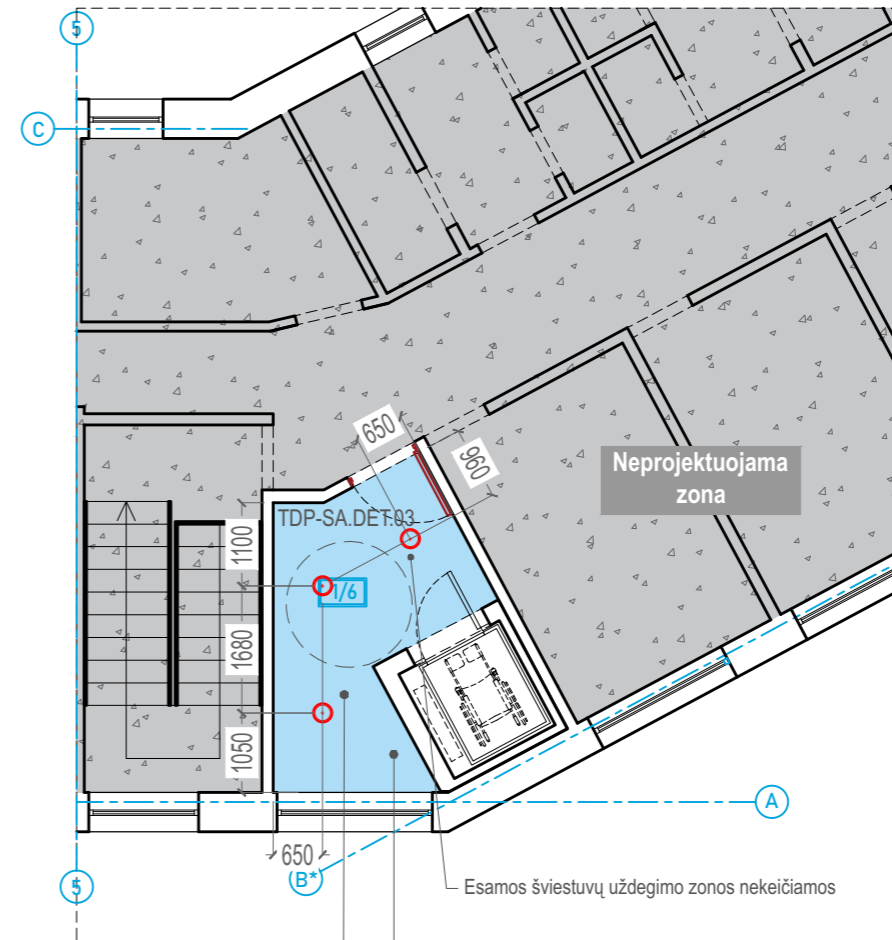 5
C
650
960
Neprojektuojama
zona
TDP-SA.DET.03
1100
1/6
1680
1050
A
650
(B*)
5
Esamos šviestuvų uždegimo zonos nekeičiamos